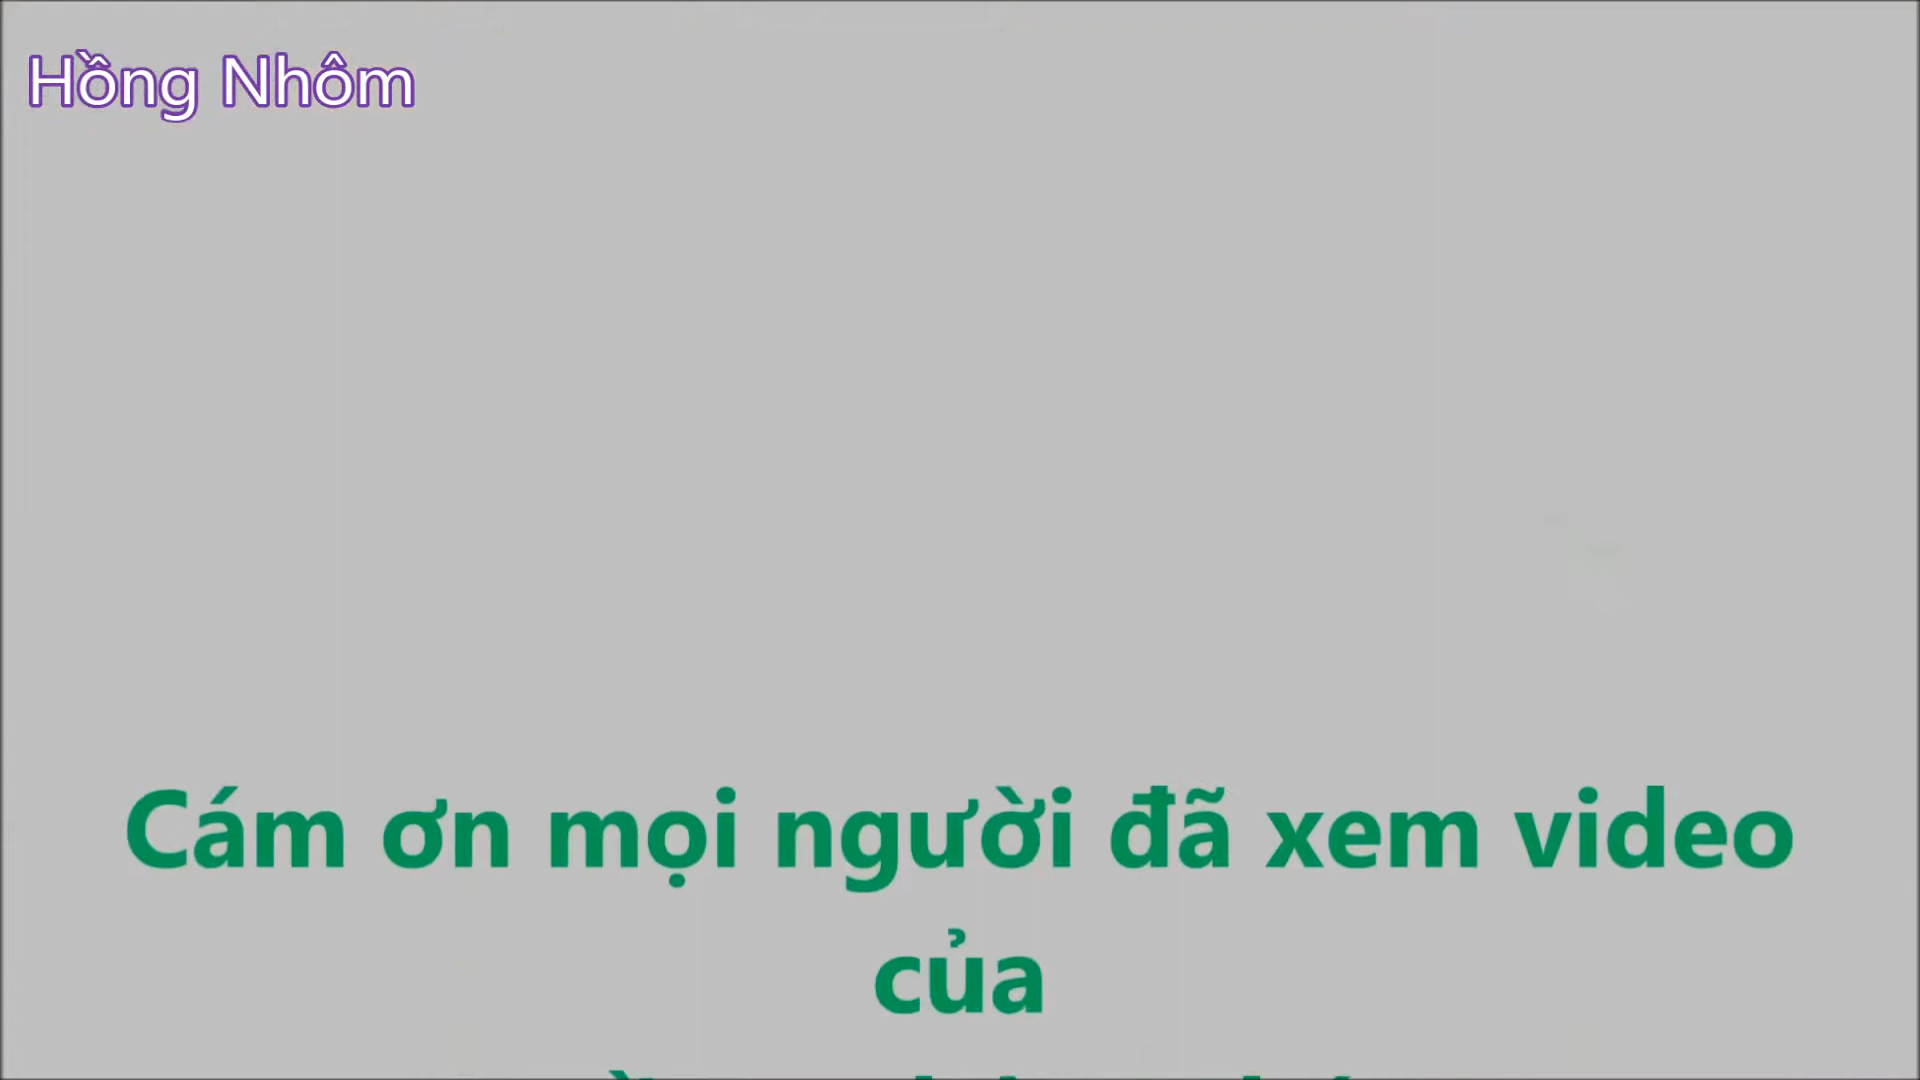 Hồng Nhôm
Cám ơn mọi người đã xem video
của